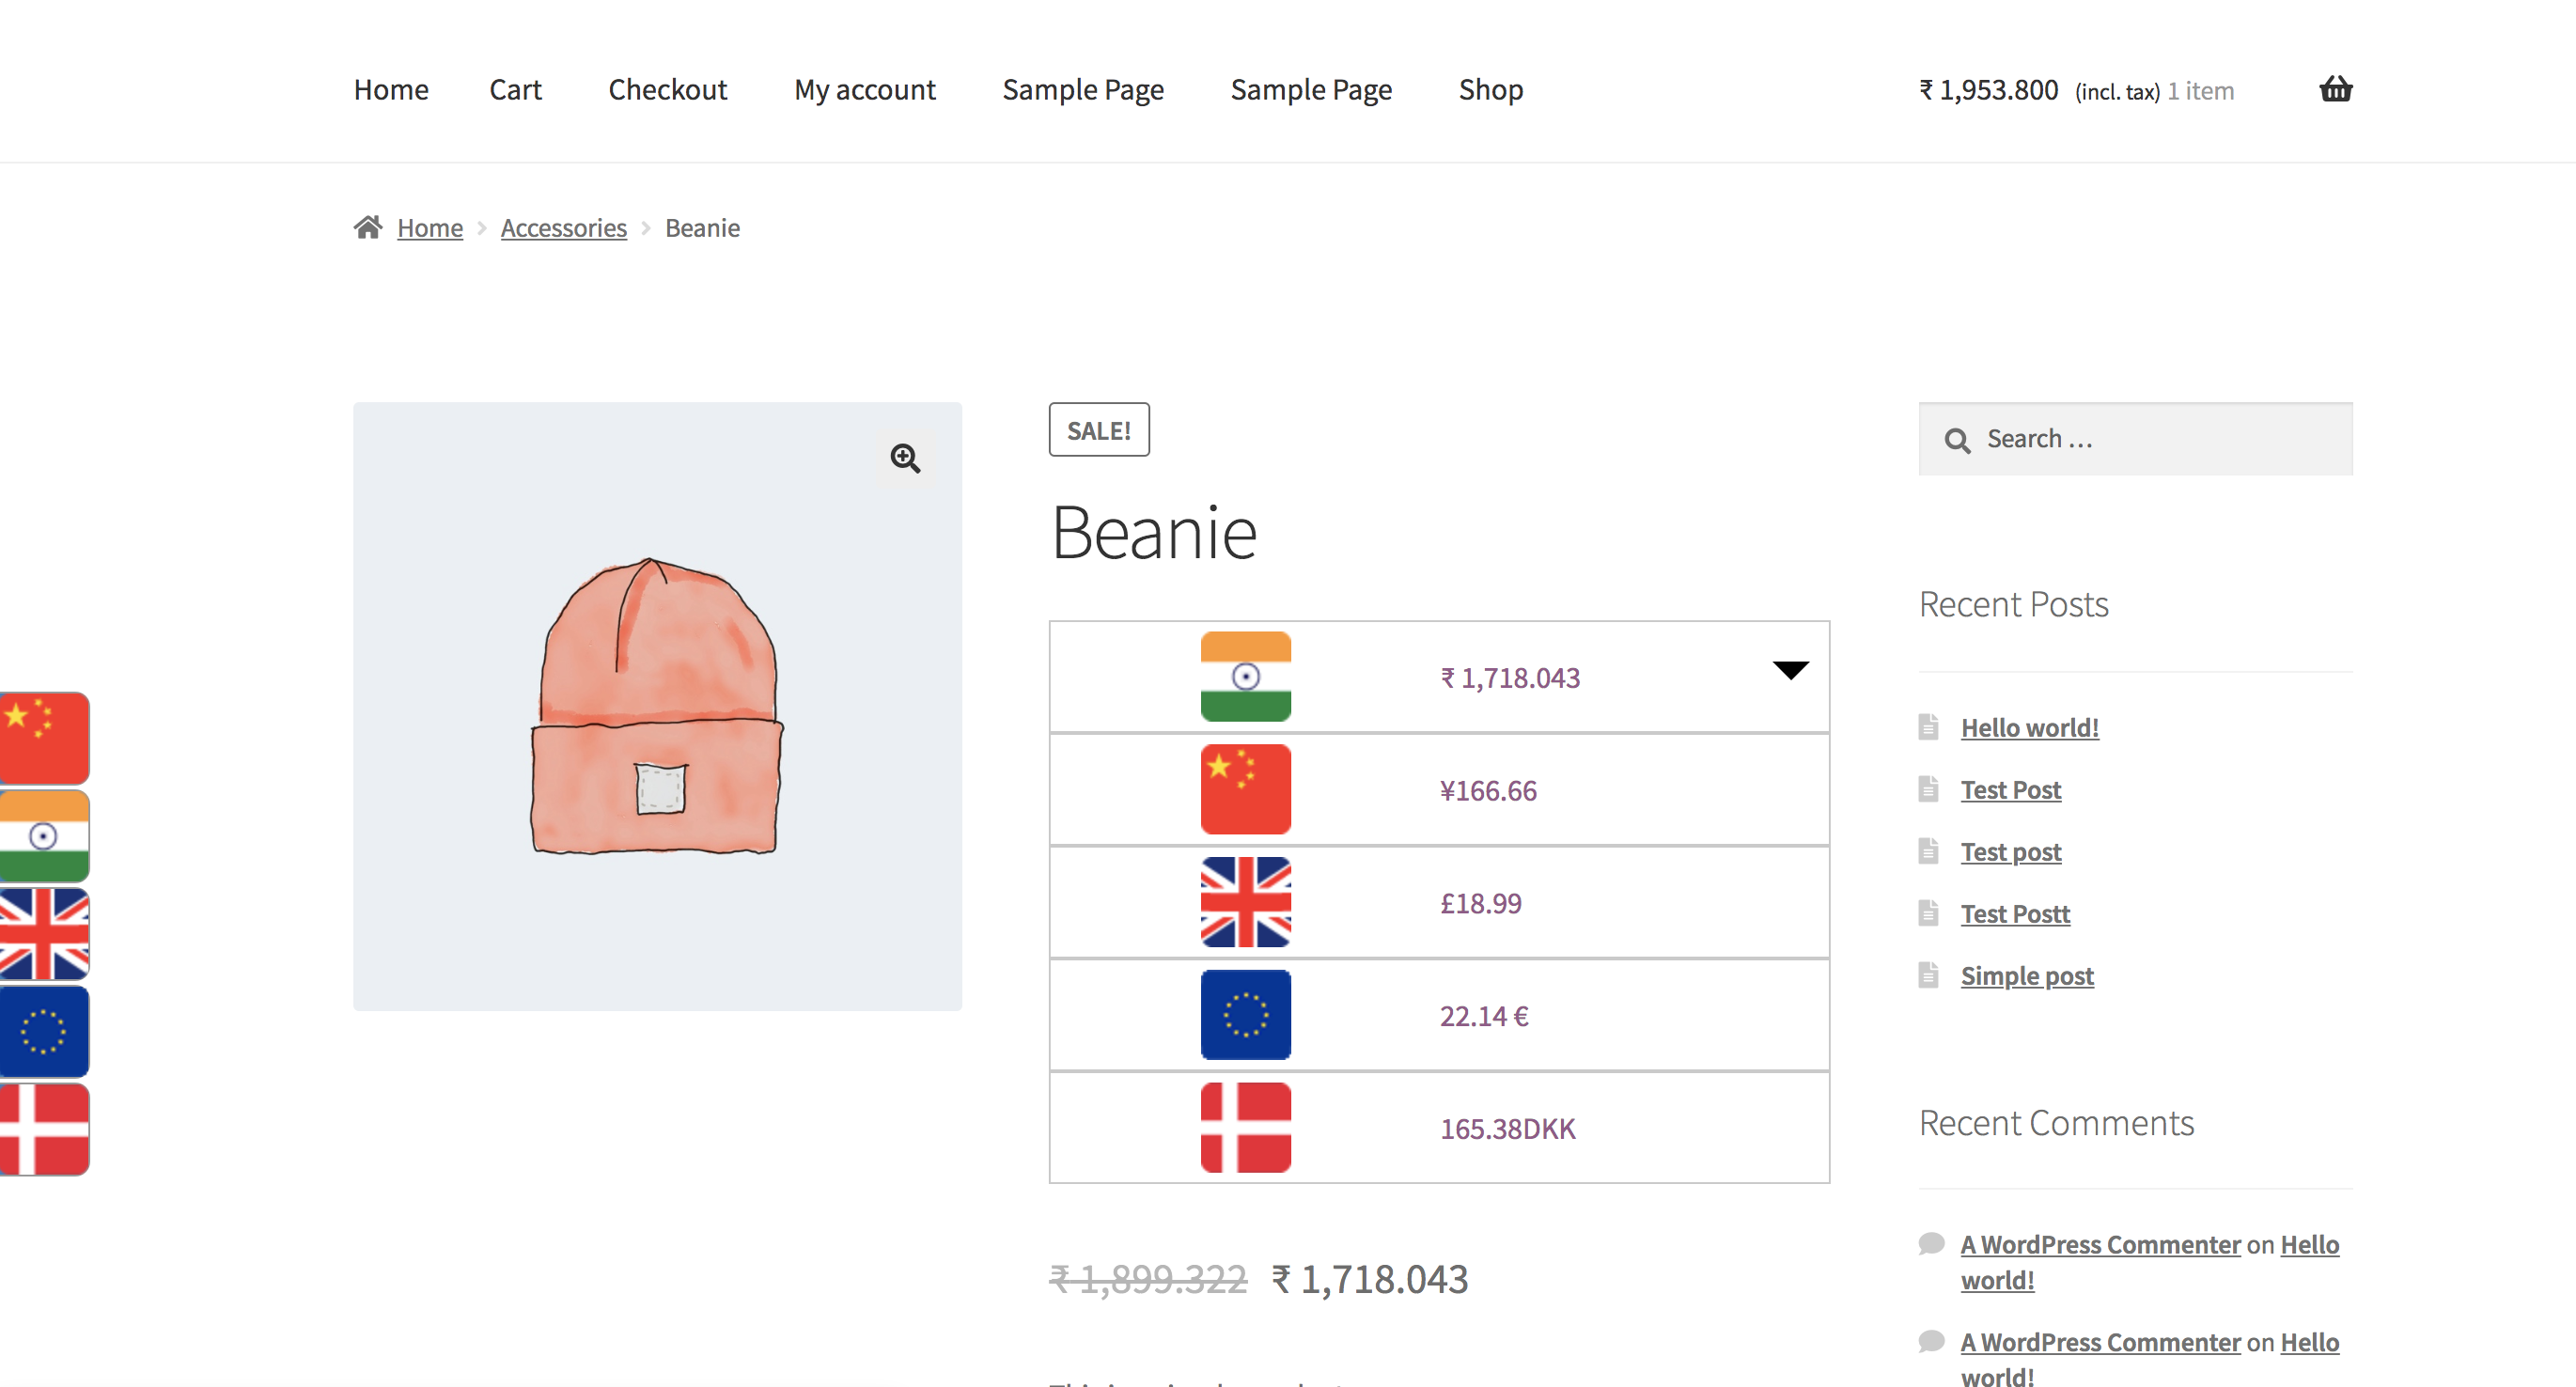 Home Cart Checkout My account Sample Page Sample Page Shop ₹ 1,953.800 (incl. tax) 1 item
Home Accessories Beanie
SALE!
Beanie
₹ 1,718.043
¥166.66
£18.99
22.14 €
165.38DKK
₹ 1,899.322 ₹ 1,718.043
Search …
Recent Posts
Hello world!
Test Post
Test post
Test Postt
Simple post
Recent Comments
A WordPress Commenter on Hello
world!
A WordPress Commenter on Hello
world!